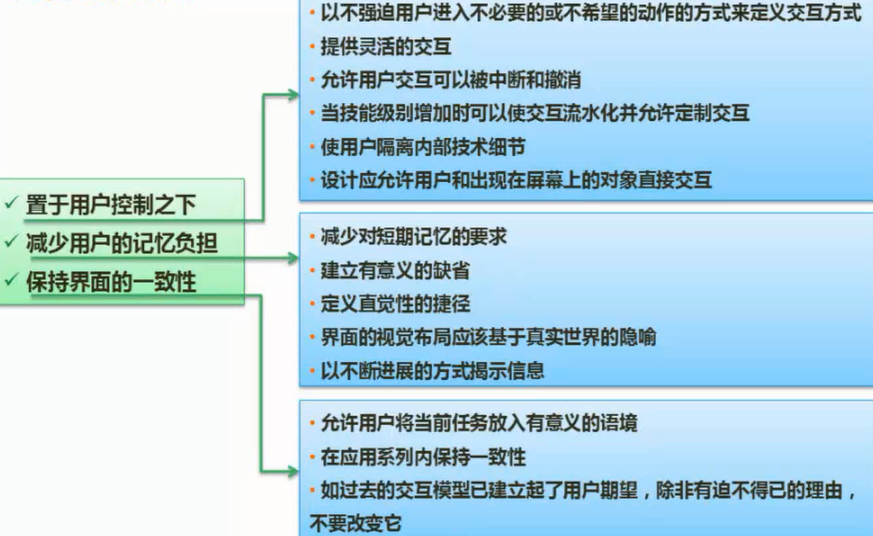 • 以不强迫用户进入不必要的或不希望的动作的方式来定义交互方式
• 提供灵活的交互
• 允许用户交互可以被中断和撤消
• 当技能级别增加时可以使交互流水化并允许定制交互
• 使用户隔离内部技术细节
• 设计应允许用户和出现在屏幕上的对象直接交互
✓ 置于用户控制之下
✓ 减少用户的记忆负担
✓ 保持界面的一致性
• 减少对短期记忆的要求
• 建立有意义的缺省
• 定义直觉性的捷径
• 界面的视觉布局应该基于真实世界的隐喻
• 以不断进展的方式揭示信息
• 允许用户将当前任务放入有意义的语境
• 在应用系列内保持一致性
• 如过去的交互模型已建立起了用户期望，除非有迫不得已的理由，
不要改变它